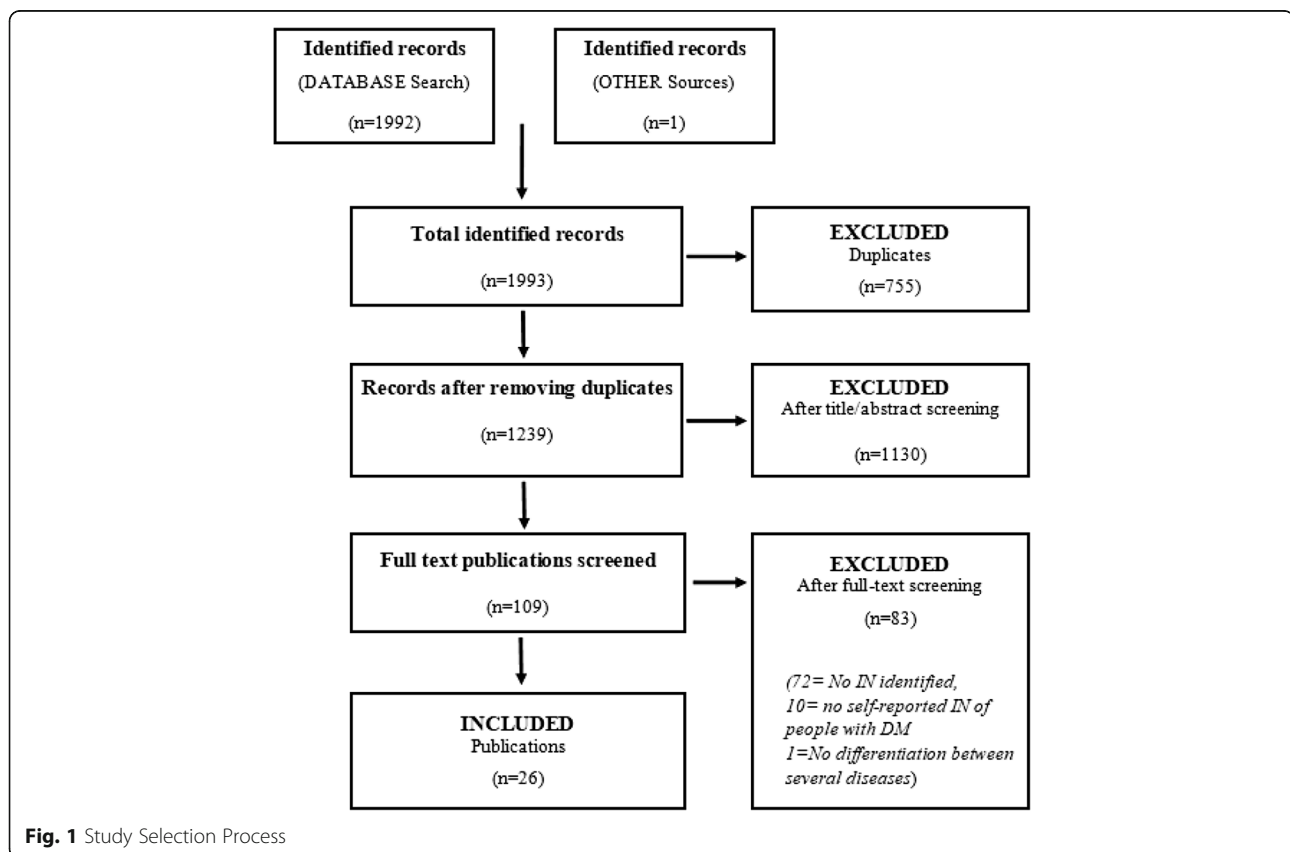 Identified records
(DATABASE Search)
(n=1992)
Identified records
(OTHER Sources)
(n=1)
Total identified records
(n=1993)
EXCLUDED
Duplicates
(n=755)
Records after removing duplicates
(n=1239)
EXCLUDED
After title/abstract screening
(n=1130)
Full text publications screened
(n=109)
EXCLUDED
After full-text screening
(n=83)
(72= No IN identified,
10= no self-reported IN of
people with DM
1=No differentiation between
several diseases)
INCLUDED
Publications
(n=26)
Fig. 1 Study Selection Process